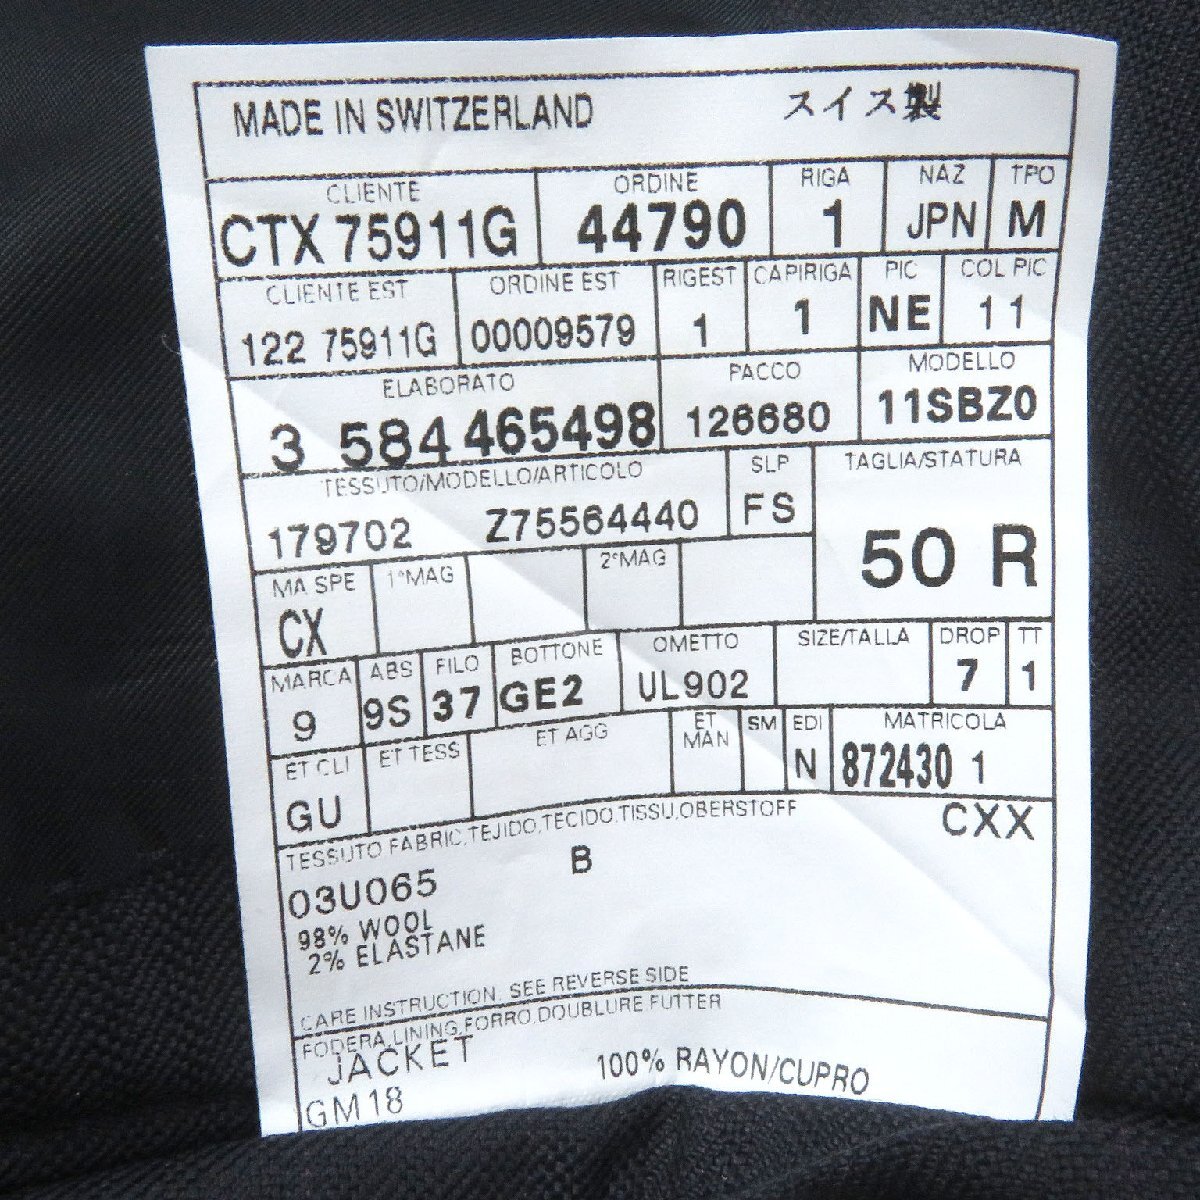 MADE IN SWITZERLAND スイス製
CLIENTE ORDINE RIGA NAZ TPO
CTX 75911G 44790 1 JPN M
CLIENTE EST ORDINE EST RIGEST CAPIRIGA PIC COL PIC
122 75911G 00009579 1 1 NE 11
ELABORATO PACCO MODELLO
3 584 465498 126680 11SBZ0
TESSUTO/MODELLO/ARTICOLO SLP TAGLIA/STATURA
179702 Z75564440 FS 50 R
MA SPE 1°MAG 2°MAG
CX
MARCA ABS FILO BOTTONE OMETTO SIZE/TALLA DROP TT
9 9S 37 GE2 UL902 7 1
ET CLI ET TESS ET AGG ET MAN SM EDI MATRICOLA
GU N 872430 1
TESSUTO FABRIC,TEJIDO,TECIDO,TISSU,OBERSTOFF CXX
03U065 B
98% WOOL
2% ELASTANE
CARE INSTRUCTION: SEE REVERSE SIDE
FODERA,LINING,FORRO,DOUBLURE,FUTTER
JACKET 100% RAYON/CUPRO
GM18